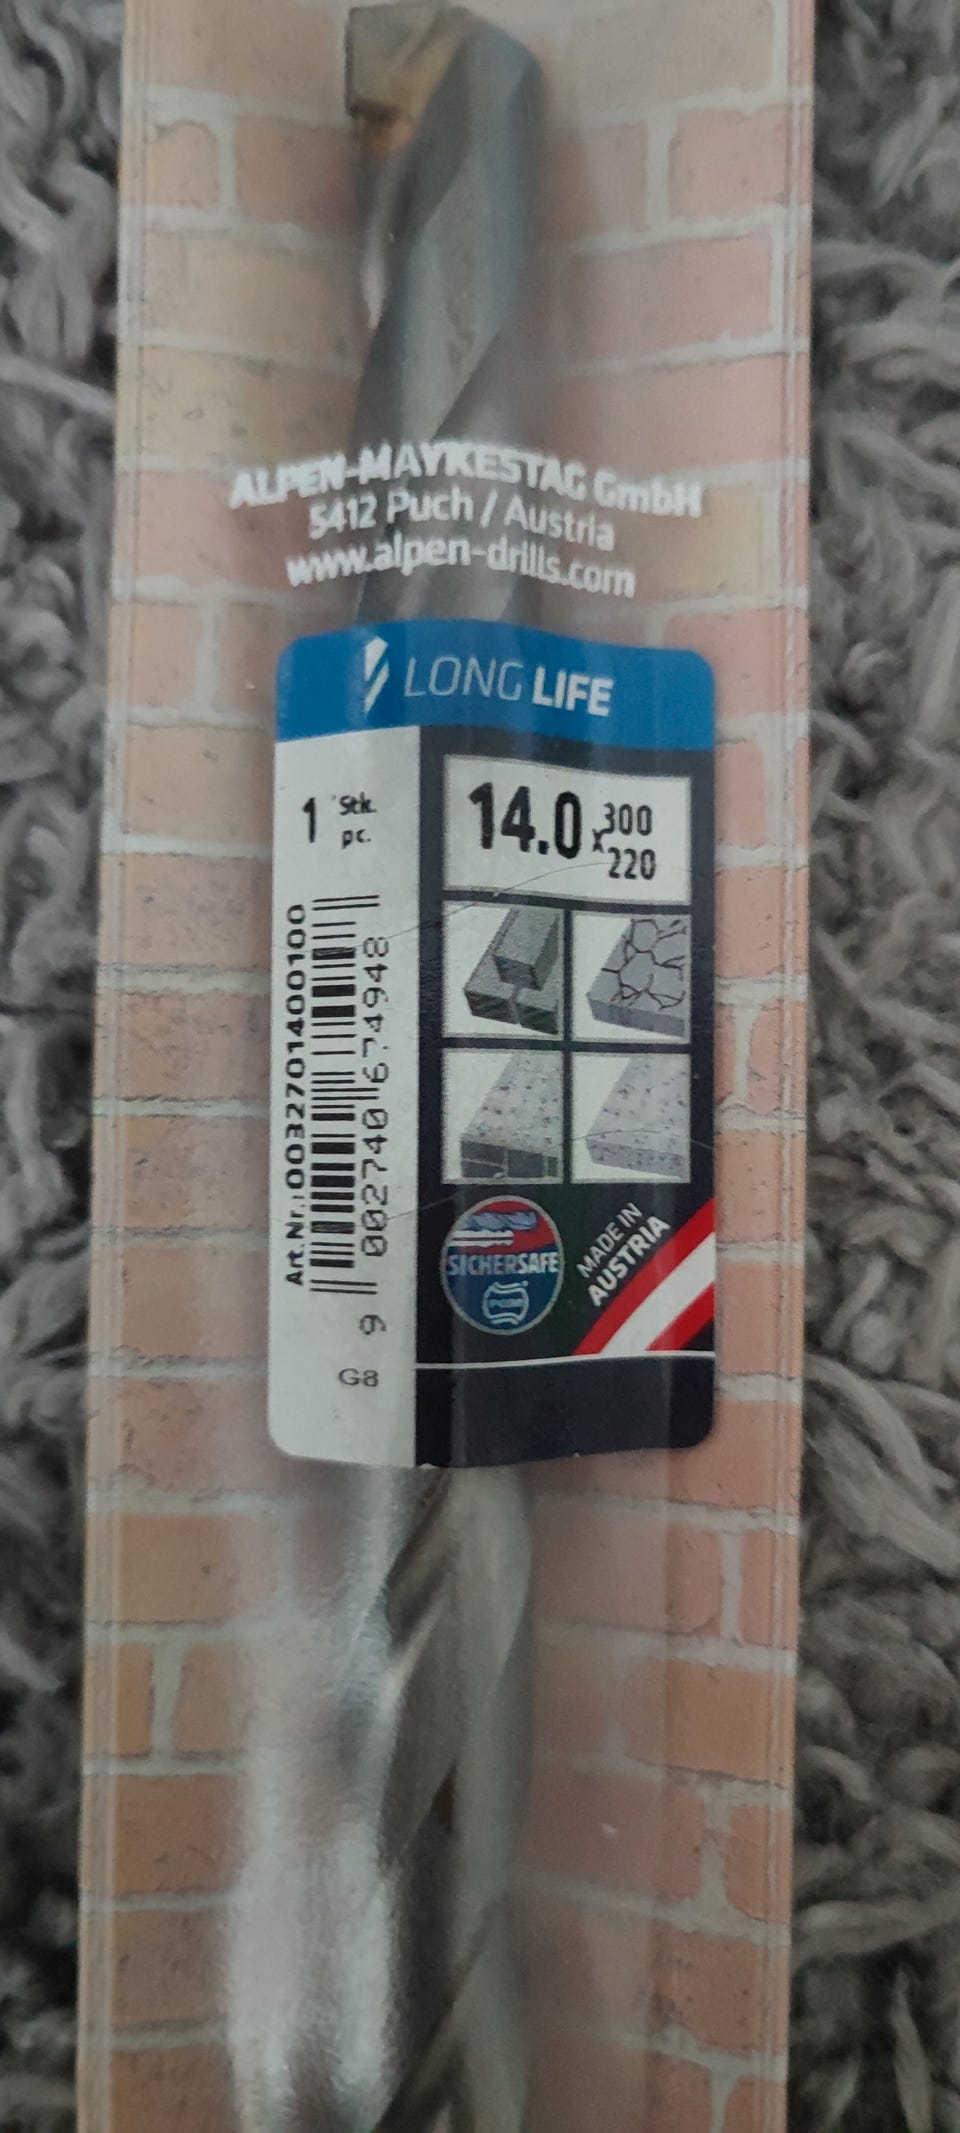 ALPEN-MAYKESTAG GmbH
5412 Puch / Austria
www.alpen-drills.com
LONG LIFE
1 Stk.
pc.
14.0 x 300
220
Art.Nr.:0032701400100
9 002740 674948
G8
SICHERSAFE
MADE IN
AUSTRIA